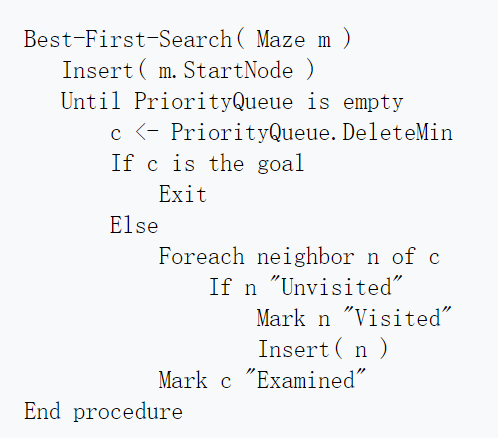 Best-First-Search( Maze m )
Insert( m.StartNode )
Until PriorityQueue is empty
c <- PriorityQueue.DeleteMin
If c is the goal
Exit
Else
Foreach neighbor n of c
If n "Unvisited"
Mark n "Visited"
Insert( n )
Mark c "Examined"
End procedure